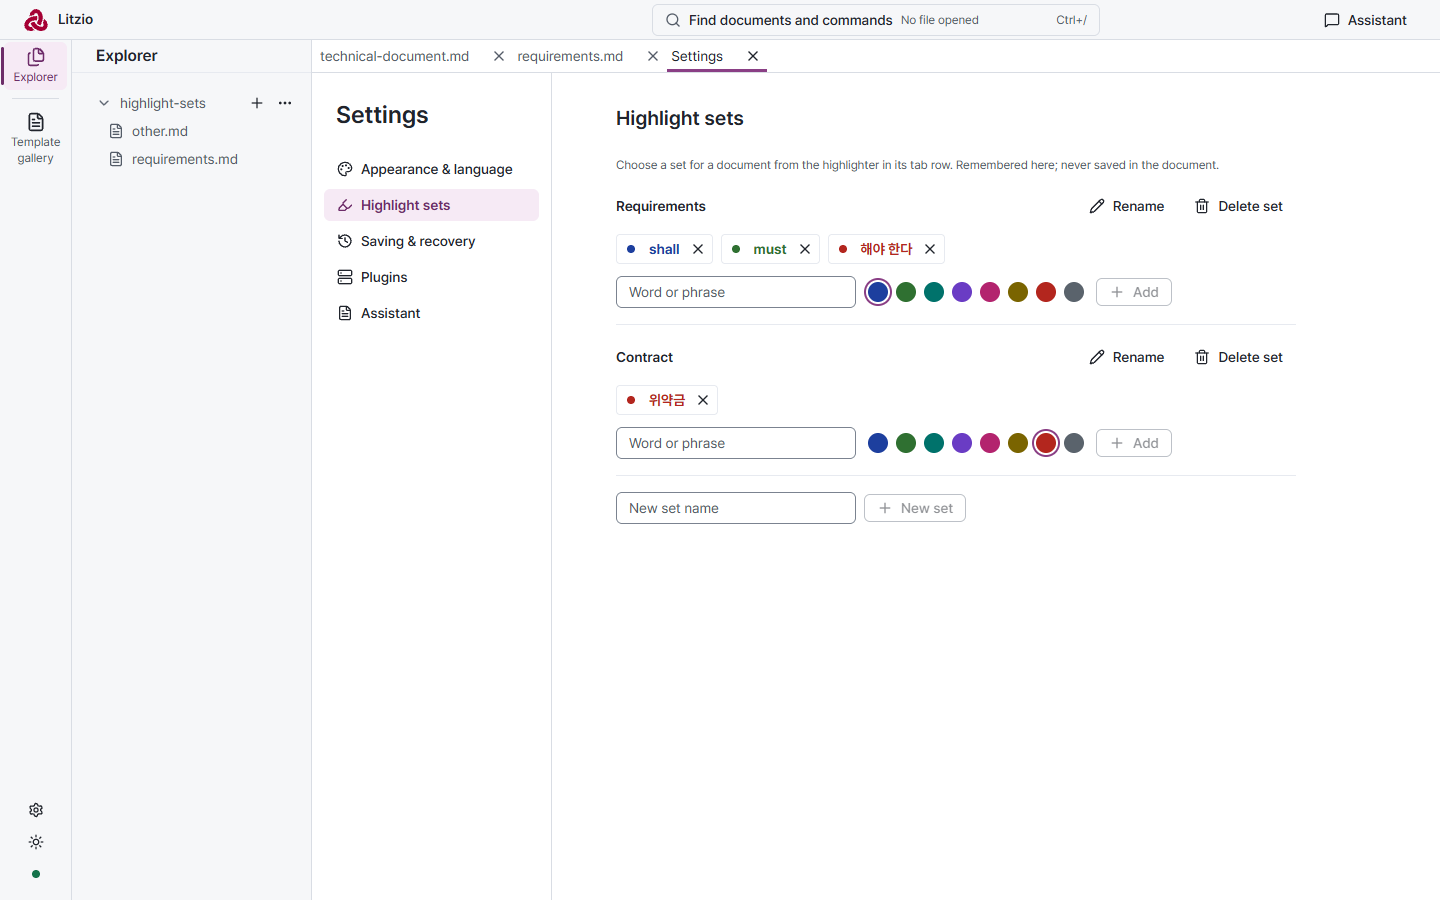 Litzio
Find documents and commands No file opened Ctrl+/
Assistant
Explorer
Template
gallery
Explorer
highlight-sets
other.md
requirements.md
technical-document.md
requirements.md
Settings
Settings
Appearance & language
Highlight sets
Saving & recovery
Plugins
Assistant
Highlight sets
Choose a set for a document from the highlighter in its tab row. Remembered here; never saved in the document.
Requirements
Rename
Delete set
shall
must
해야 한다
Word or phrase
Add
Contract
Rename
Delete set
위약금
Word or phrase
Add
New set name
New set